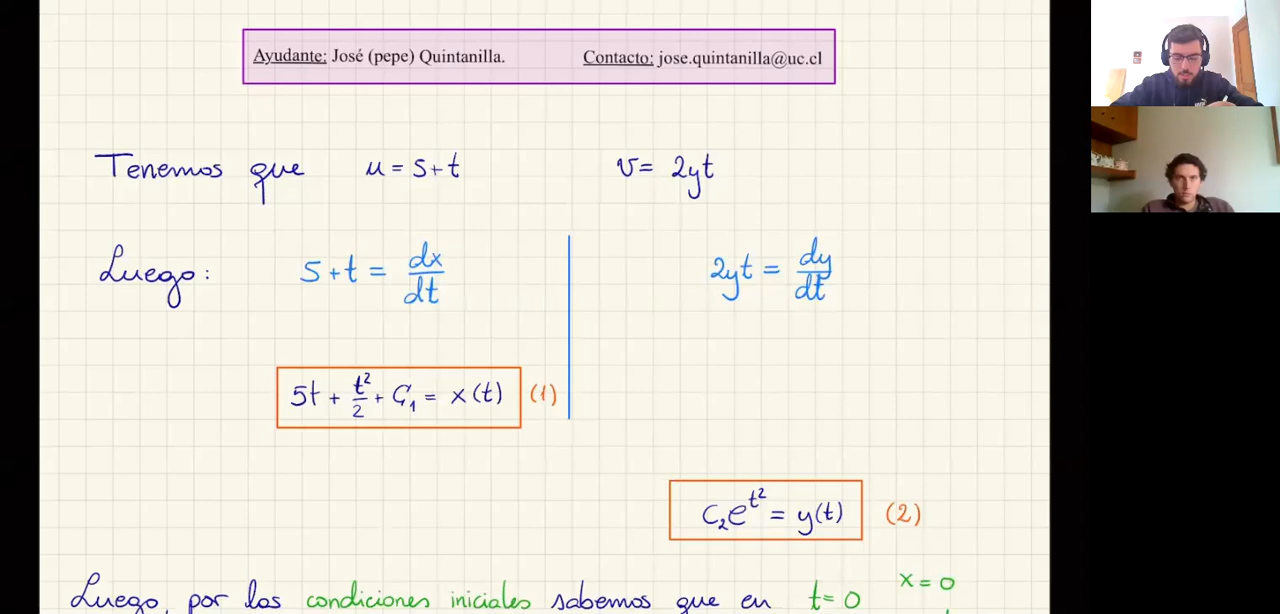 Ayudante: José (pepe) Quintanilla. Contacto: jose.quintanilla@uc.cl
Tenemos que u = 5+t v = 2yt
Luego: 5+t = dx/dt 2yt = dy/dt
5t + t²/2 + C₁ = x(t) (1)
C₂e^t² = y(t) (2)
x = 0
Luego, por las condiciones iniciales sabemos que en t = 0